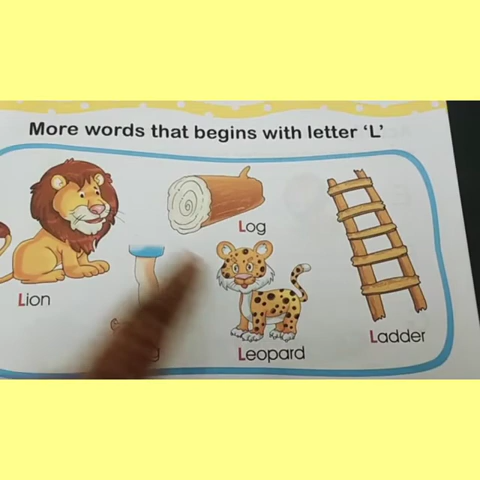 More words that begins with letter 'L'
Log
Lion
Leopard
Ladder